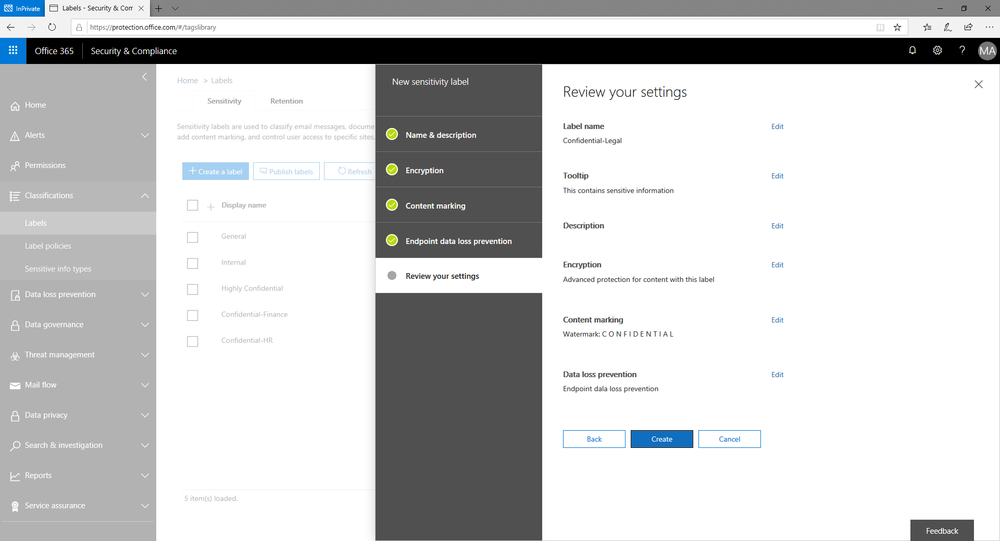 InPrivate
Labels - Security & Com
https://protection.office.com/#/tagslibrary
Office 365
Security & Compliance
MA
Home
Alerts
Permissions
Classifications
Labels
Label policies
Sensitive info types
Data loss prevention
Data governance
Threat management
Mail flow
Data privacy
Search & investigation
Reports
Service assurance
Home > Labels
Sensitivity
Retention
Sensitivity labels are used to classify email messages, docume
add content marking, and control user access to specific sites.
Create a label
Publish labels
Refresh
Display name
General
Internal
Highly Confidential
Confidential-Finance
Confidential-HR
5 item(s) loaded.
New sensitivity label
Name & description
Encryption
Content marking
Endpoint data loss prevention
Review your settings
Review your settings
Label name
Edit
Confidential-Legal
Tooltip
Edit
This contains sensitive information
Description
Edit
Encryption
Edit
Advanced protection for content with this label
Content marking
Edit
Watermark: C O N F I D E N T I A L
Data loss prevention
Edit
Endpoint dala loss prevention
Back
Create
Cancel
Feedback